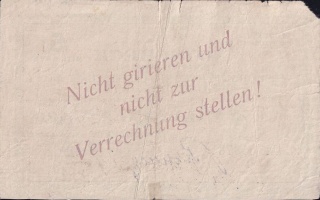 Nicht girieren und
nicht zur
Verrechnung stellen!